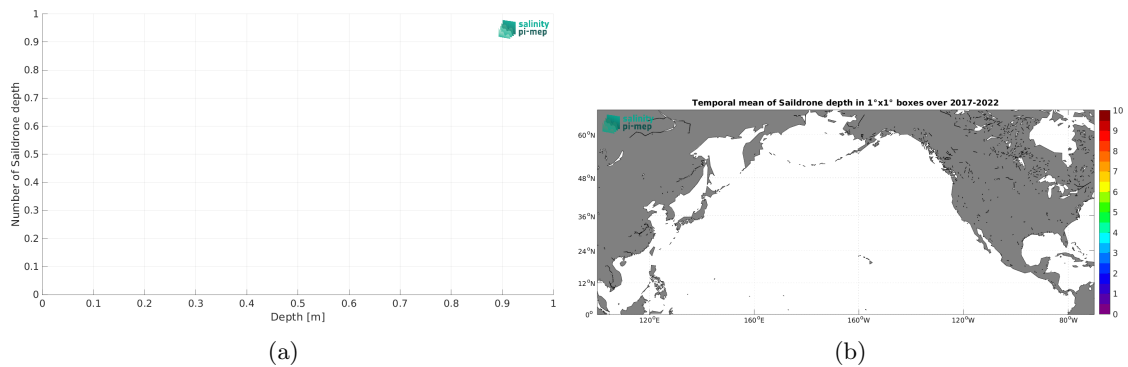 salinity
pi-mep
1
0.9
0.8
0.7
0.6
0.5
0.4
0.3
0.2
0.1
0
Number of Saildrone depth
0 0.1 0.2 0.3 0.4 0.5 0.6 0.7 0.8 0.9 1
Depth [m]
(a)
Temporal mean of Saildrone depth in 1°x1° boxes over 2017-2022
salinity
pi-mep
60°N
48°N
36°N
24°N
12°N
0°
120°E 160°E 160°W 120°W 80°W
10
9
8
7
6
5
4
3
2
1
0
(b)